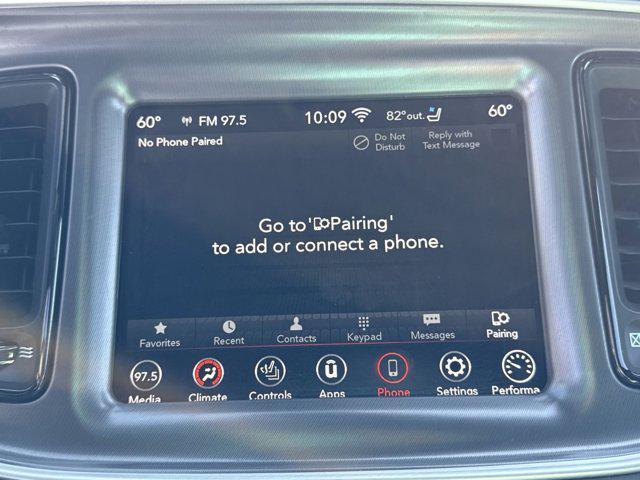 60° FM 97.5 10:09 82°out. 60°
No Phone Paired Do Not Disturb Reply with Text Message
Go to 'Pairing'
to add or connect a phone.
Favorites Recent Contacts Keypad Messages Pairing
97.5
Media Climate Controls Apps Phone Settings Performa